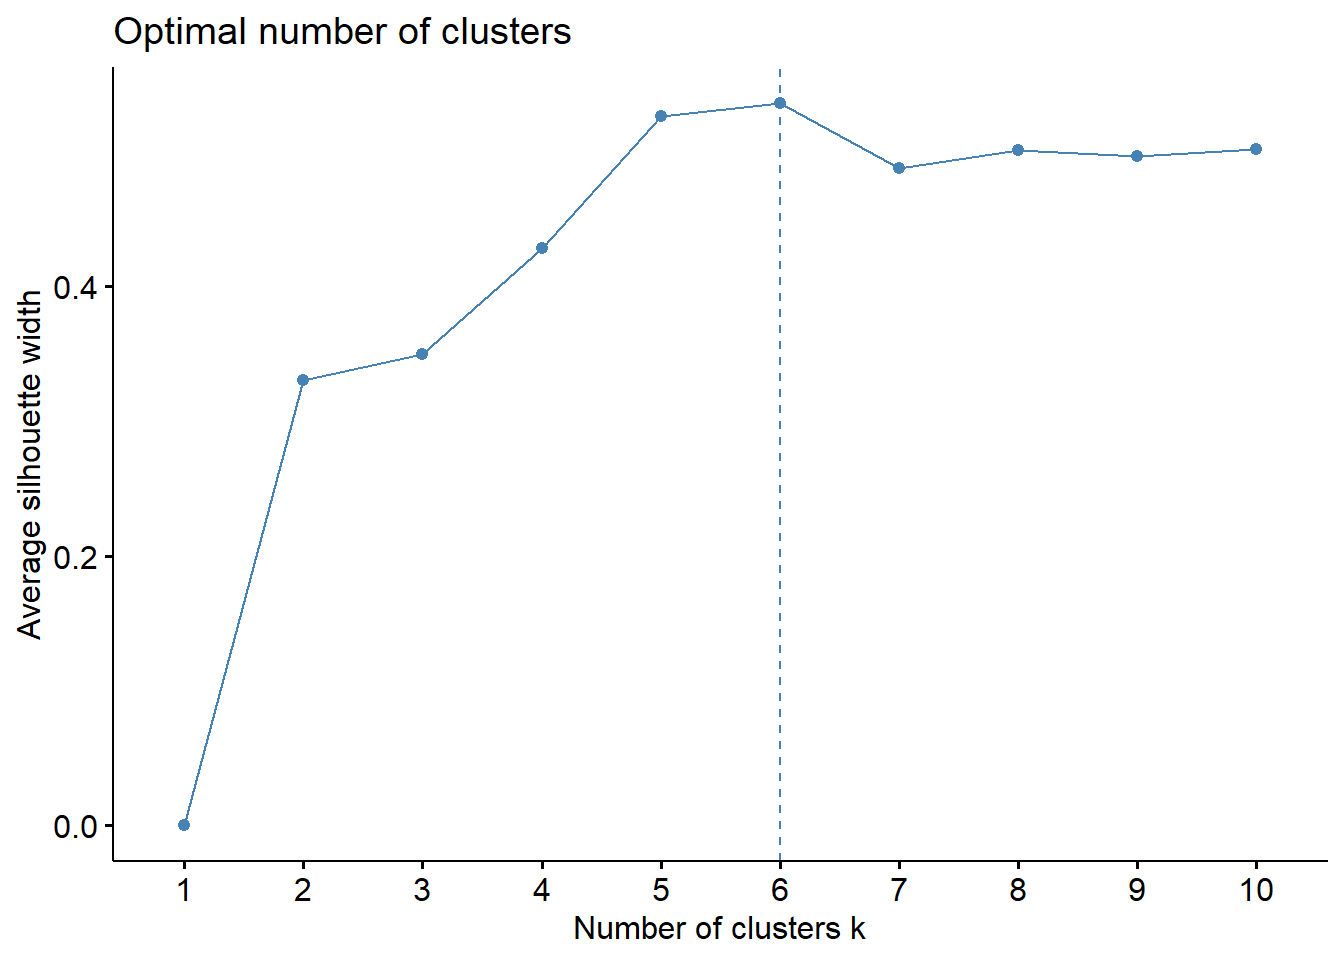 Optimal number of clusters
Average silhouette width
0.4
0.2
0.0
1 2 3 4 5 6 7 8 9 10
Number of clusters k